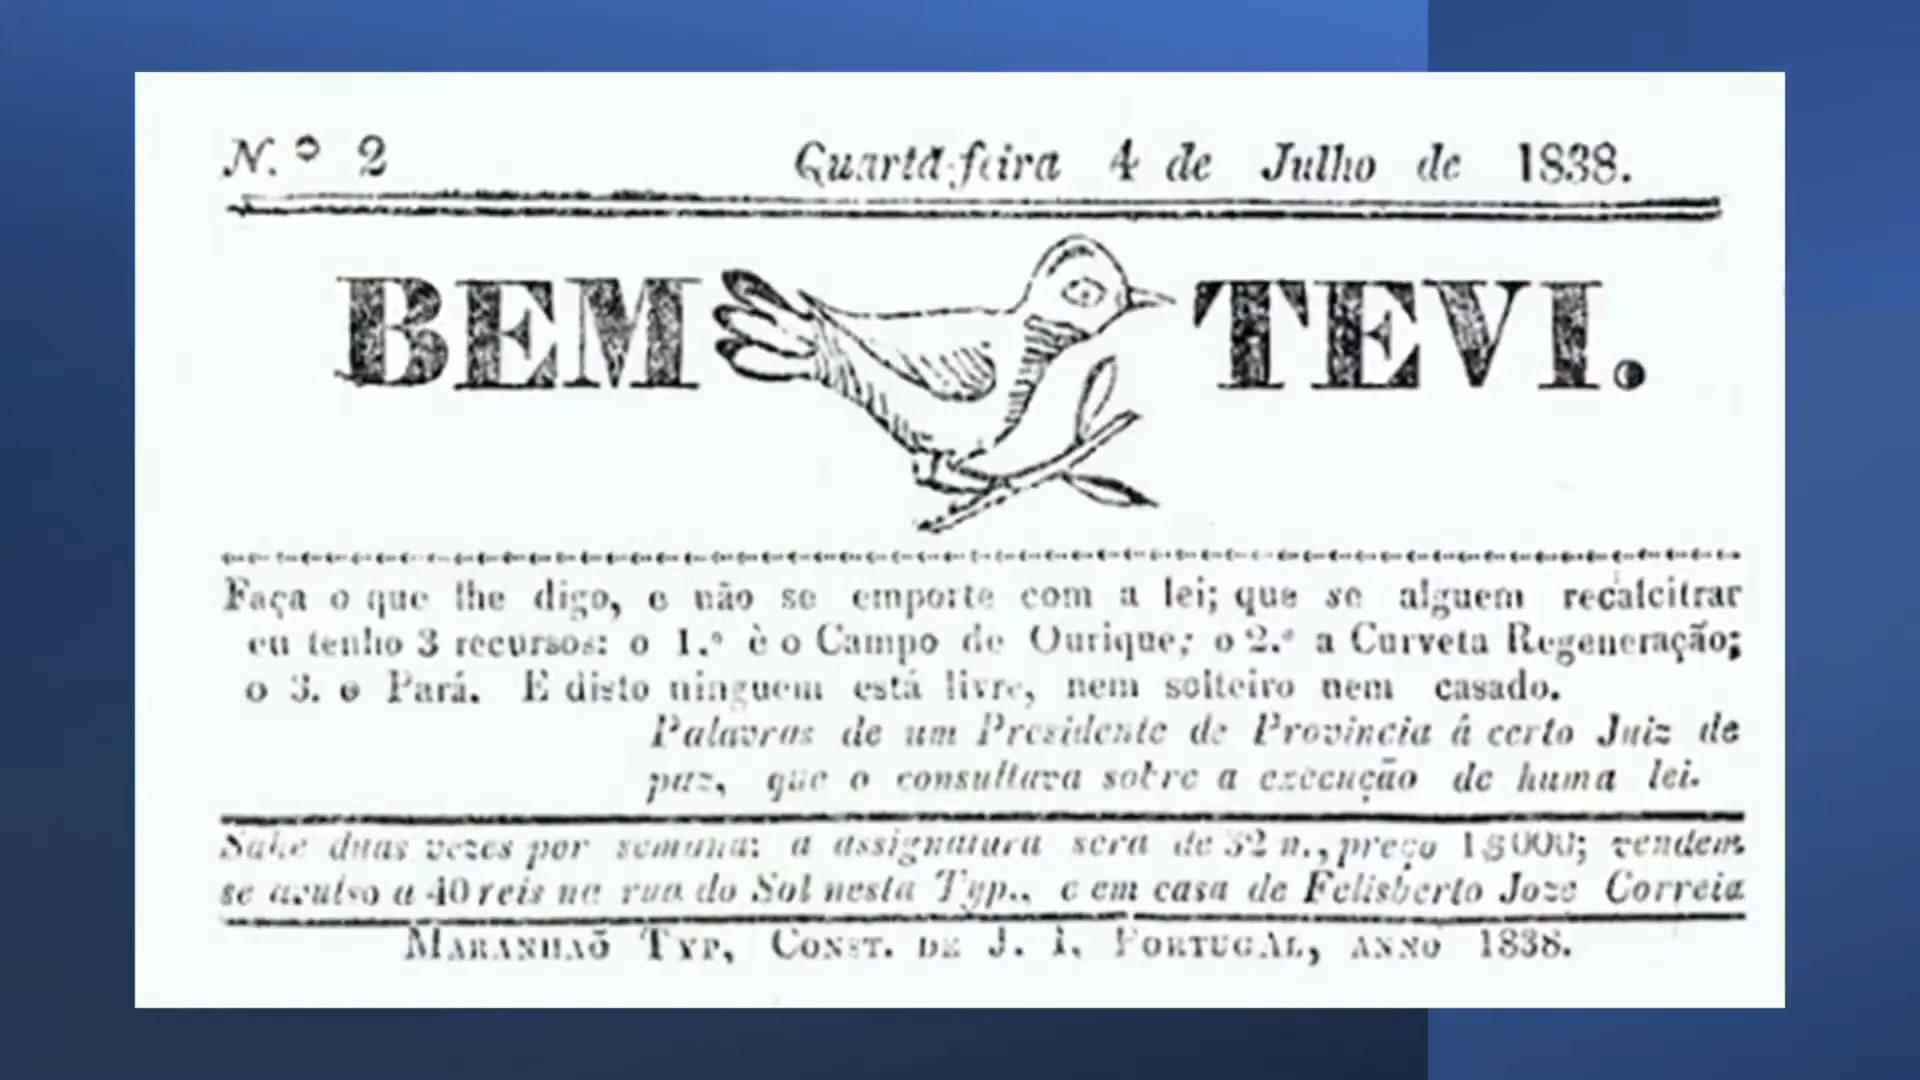 N.º 2 Quarta-feira 4 de Julho de 1838.
BEM TEVI.
Faça o que lhe digo, e não se emporte com a lei; que se alguem recalcitrar
eu tenho 3 recursos: o 1.º è o Campo de Ourique; o 2.º a Curveta Regeneração;
o 3. o Pará. E disto ninguem está livre, nem solteiro nem casado.
Palavras de um Presidente de Provincia â certo Juiz de
paz, que o consultava sobre a execução de huma lei.
Sahe duas vezes por semana: a assignatura sera de 32 n., preço 1$000; vendem
se avulso a 40 reis na rua do Sol nesta Typ., e em casa de Felisberto Joze Correia
MARANHAÕ TYP, CONST. DE J. I. PORTUGAL, ANNO 1838.